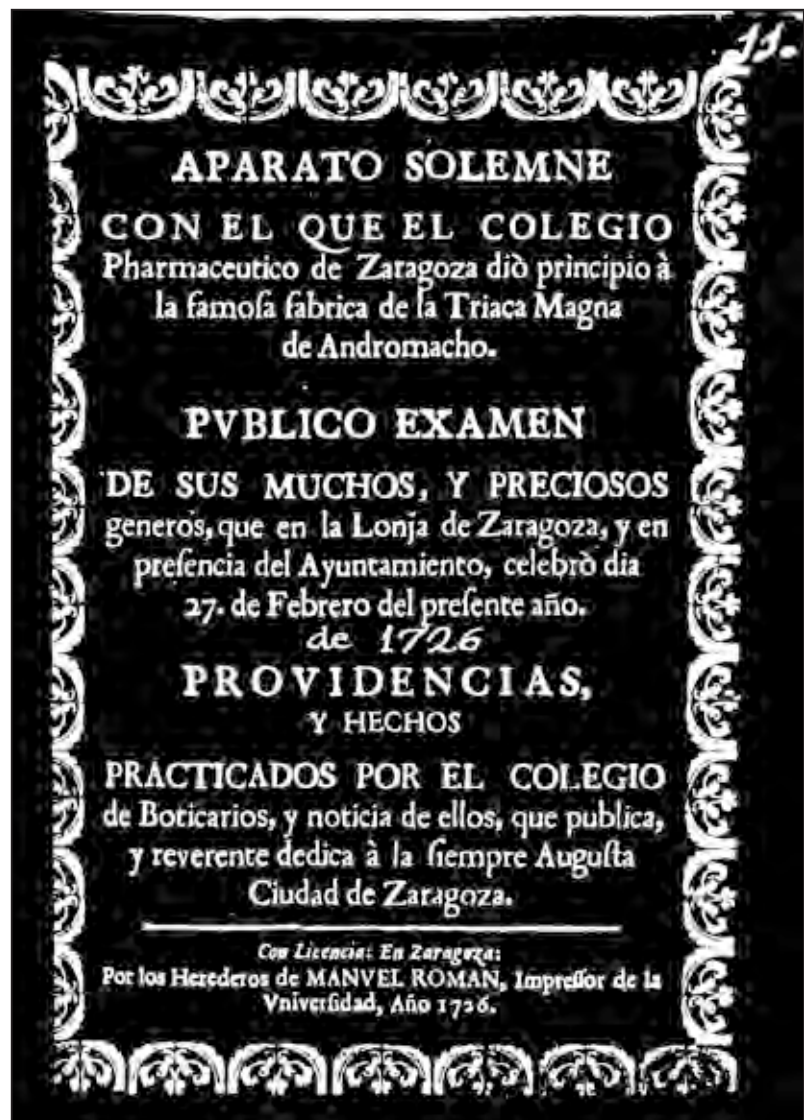 11.
APARATO SOLEMNE
CON EL QUE EL COLEGIO
Pharmaceutico de Zaragoza diò principio à
la famoſa fabrica de la Triaca Magna
de Andromacho.
PVBLICO EXAMEN
DE SUS MUCHOS, Y PRECIOSOS
generos, que en la Lonja de Zaragoza, y en
preſencia del Ayuntamiento, celebrò dia
27. de Febrero del preſente año.
de 1726
PROVIDENCIAS,
Y HECHOS
PRACTICADOS POR EL COLEGIO
de Boticarios, y noticia de ellos, que publica,
y reverente dedica à la ſiempre Auguſta
Ciudad de Zaragoza.
Con Licencia: En Zaragoza:
Por los Herederos de MANVEL ROMAN, Impreſſor de la
Vniverſidad, Año 1726.